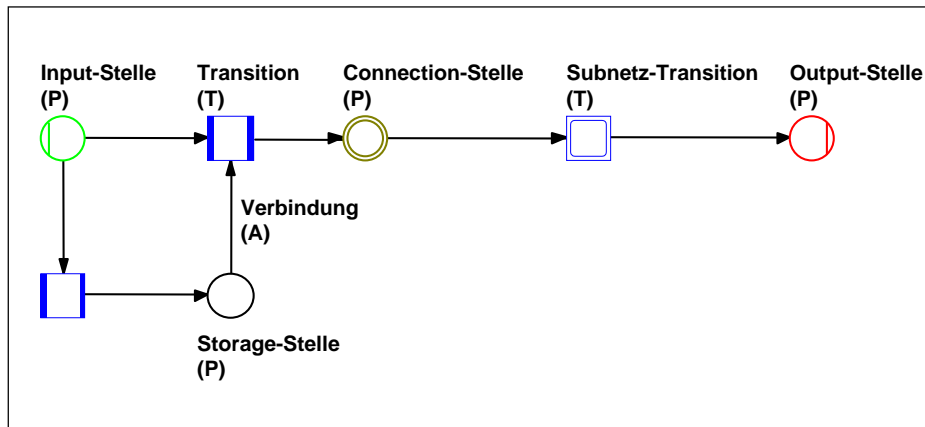 Input-Stelle
(P)
Transition
(T)
Connection-Stelle
(P)
Subnetz-Transition
(T)
Output-Stelle
(P)
Verbindung
(A)
Storage-Stelle
(P)